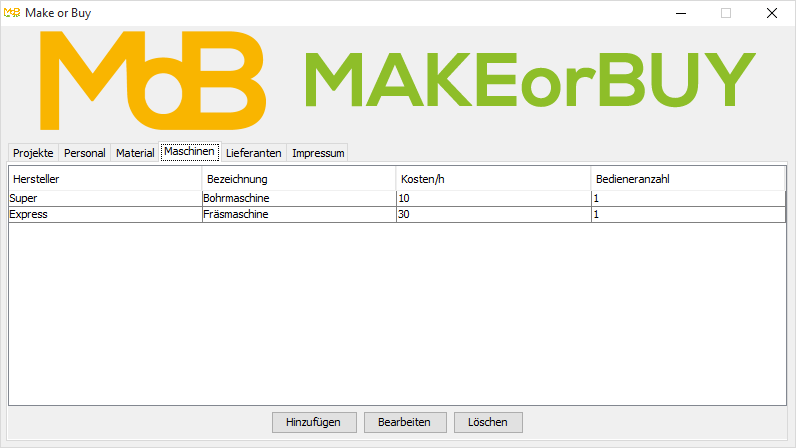 MoB Make or Buy
MoB MAKEorBUY
Projekte Personal Material Maschinen Lieferanten Impressum
Hersteller Bezeichnung Kosten/h Bedieneranzahl
Super Bohrmaschine 10 1
Express Fräsmaschine 30 1
Hinzufügen Bearbeiten Löschen